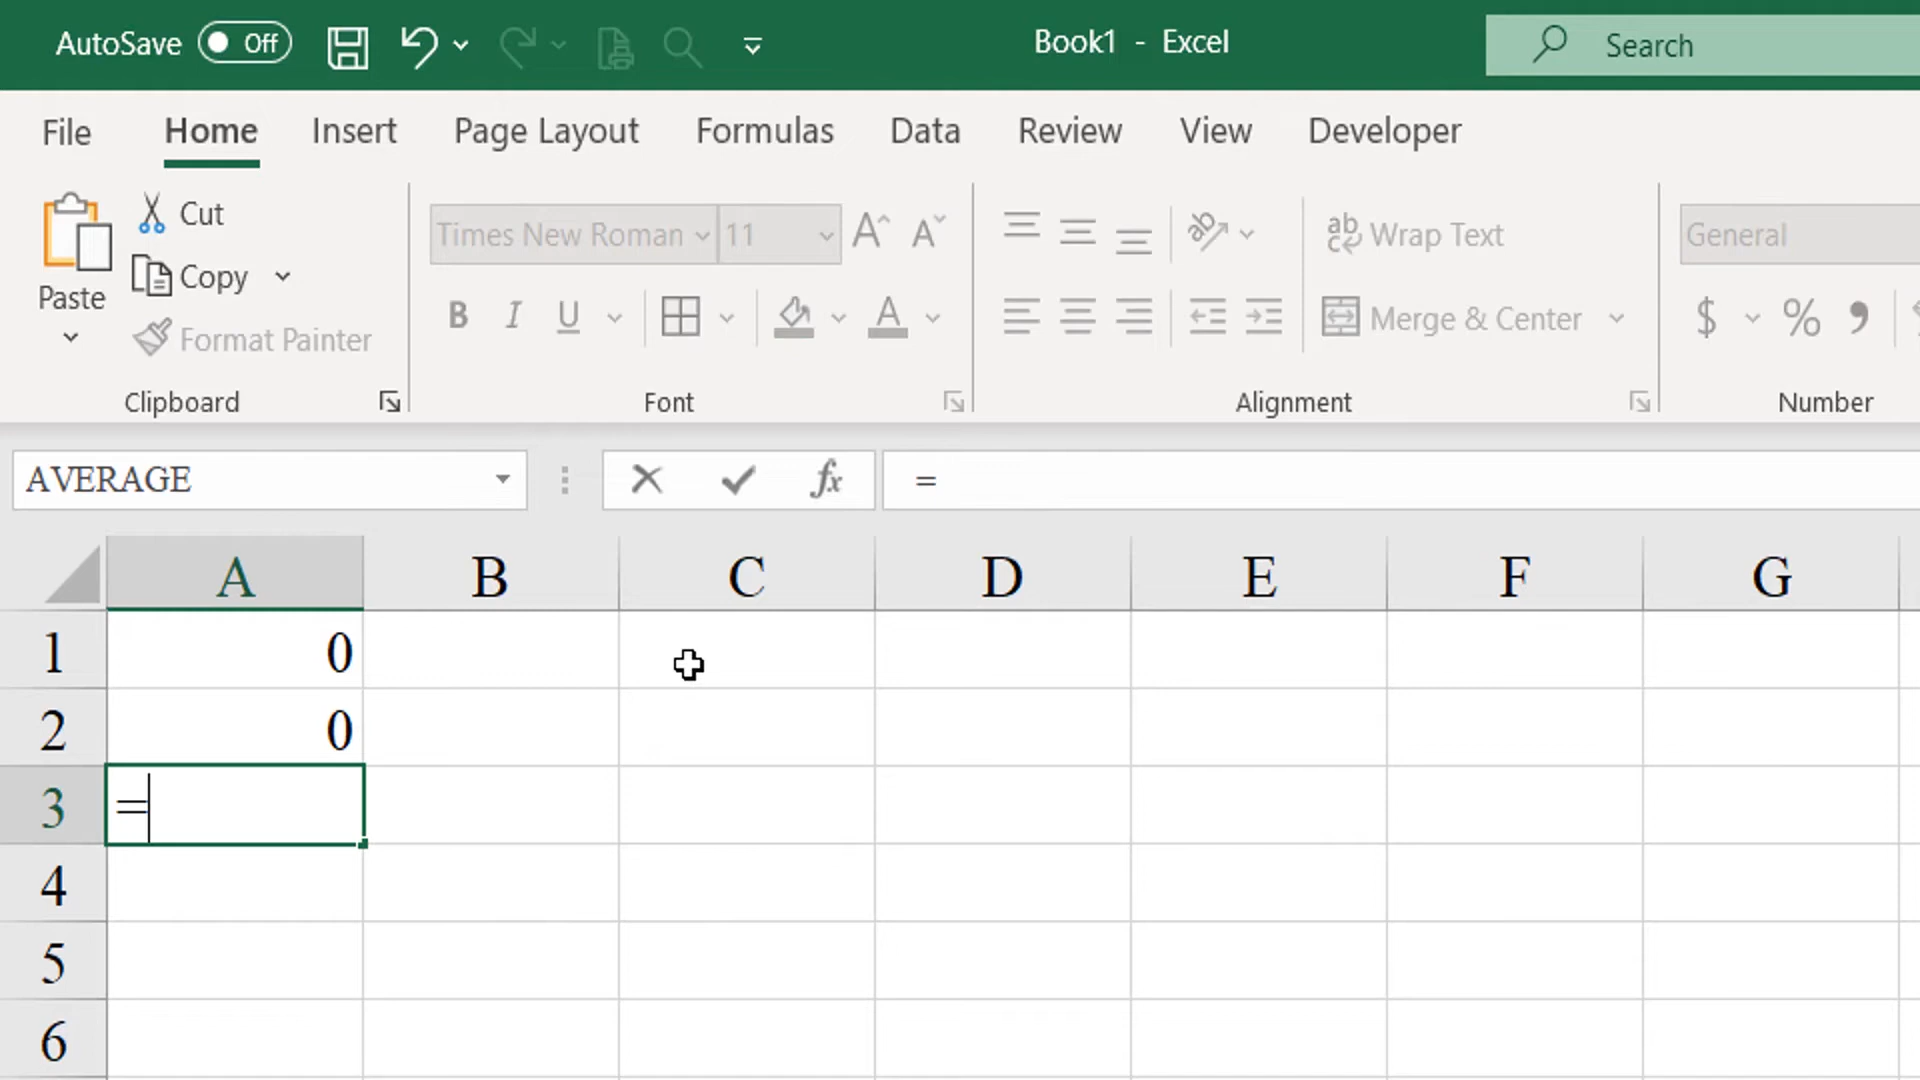 AutoSave Off Book1 - Excel Search
File Home Insert Page Layout Formulas Data Review View Developer
Paste
Cut
Copy
Format Painter
Clipboard
Times New Roman 11 A A
B I U A
Font
ab Wrap Text
Merge & Center
Alignment
General
$ % ,
Number
AVERAGE fx =
A B C D E F G
1 0
2 0
3 =
4
5
6